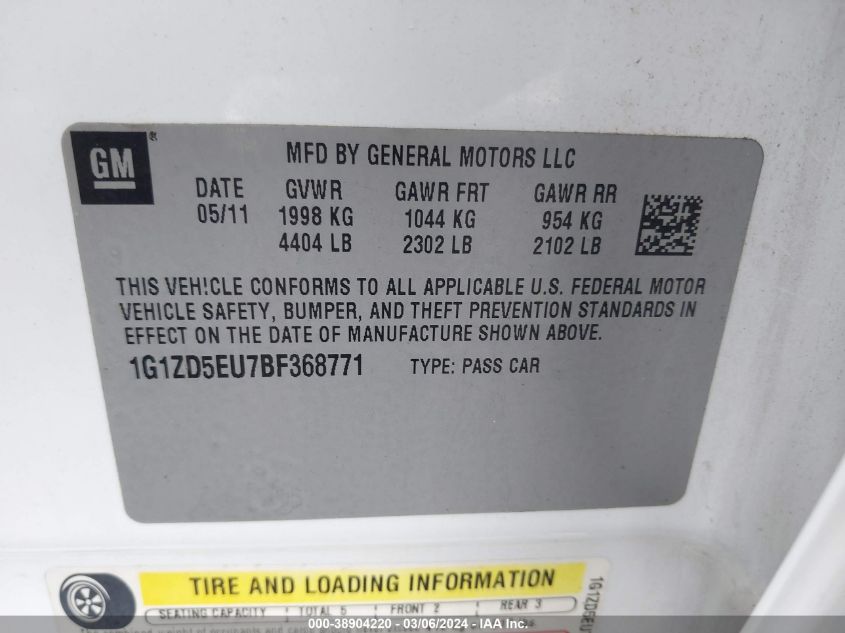 GM
MFD BY GENERAL MOTORS LLC
DATE GVWR GAWR FRT GAWR RR
05/11 1998 KG 1044 KG 954 KG
4404 LB 2302 LB 2102 LB
THIS VEHICLE CONFORMS TO ALL APPLICABLE U.S. FEDERAL MOTOR
VEHICLE SAFETY, BUMPER, AND THEFT PREVENTION STANDARDS IN
EFFECT ON THE DATE OF MANUFACTURE SHOWN ABOVE.
1G1ZD5EU7BF368771 TYPE: PASS CAR
TIRE AND LOADING INFORMATION
SEATING CAPACITY TOTAL 5 FRONT 2 REAR 3
1G1ZD5EU
000-38904220 - 03/06/2024 - IAA Inc.